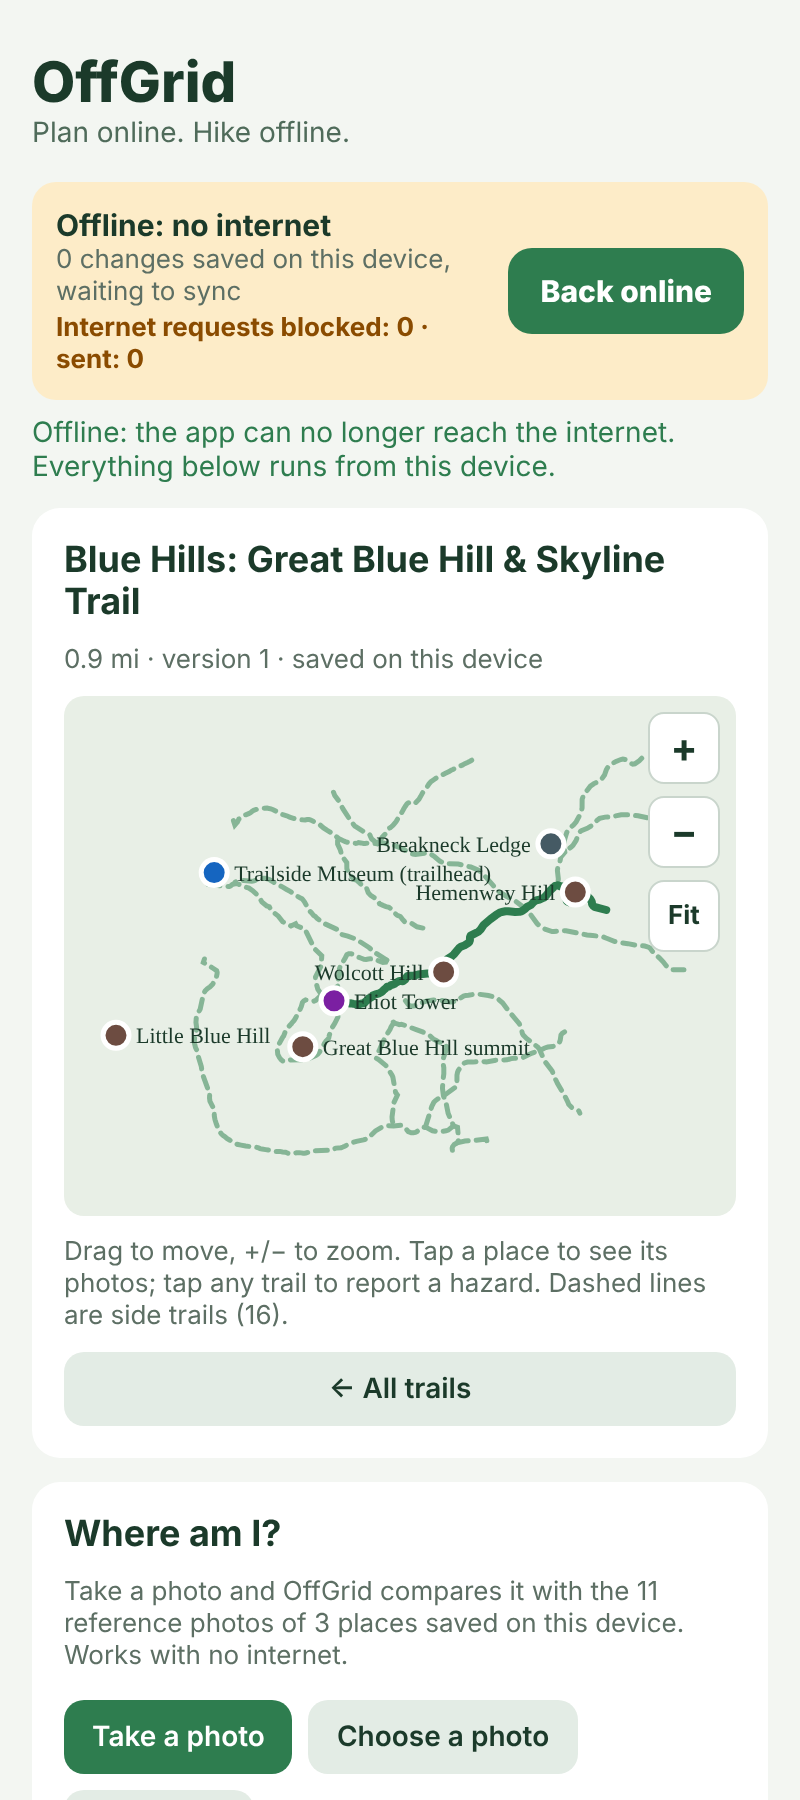 OffGrid
Plan online. Hike offline.
Offline: no internet
0 changes saved on this device,
waiting to sync
Internet requests blocked: 0 ·
sent: 0
Back online
Offline: the app can no longer reach the internet.
Everything below runs from this device.
Blue Hills: Great Blue Hill & Skyline
Trail
0.9 mi · version 1 · saved on this device
+
−
Fit
Breakneck Ledge
Trailside Museum (trailhead)
Hemenway Hill
Wolcott Hill
Eliot Tower
Little Blue Hill
Great Blue Hill summit
Drag to move, +/− to zoom. Tap a place to see its
photos; tap any trail to report a hazard. Dashed lines
are side trails (16).
← All trails
Where am I?
Take a photo and OffGrid compares it with the 11
reference photos of 3 places saved on this device.
Works with no internet.
Take a photo
Choose a photo